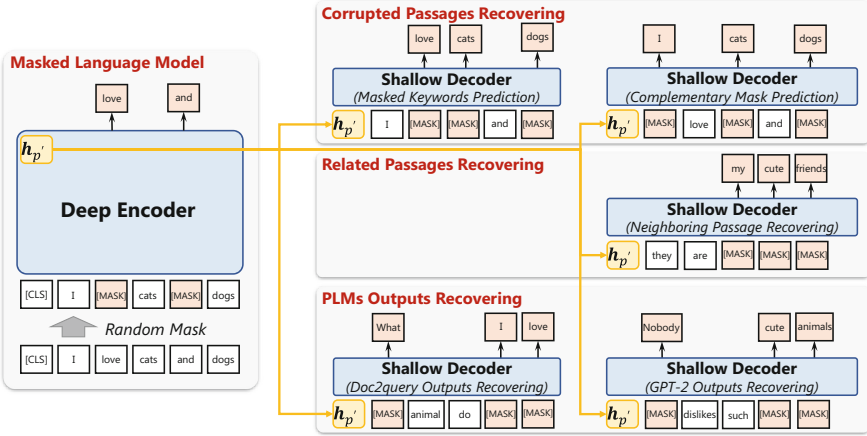 Masked Language Model
love and
h_p'
Deep Encoder
[CLS] I [MASK] cats [MASK] dogs
Random Mask
[CLS] I love cats and dogs
Corrupted Passages Recovering
love cats dogs
Shallow Decoder
(Masked Keywords Prediction)
h_p' I [MASK] [MASK] and [MASK]
I cats dogs
Shallow Decoder
(Complementary Mask Prediction)
h_p' [MASK] love [MASK] and [MASK]
Related Passages Recovering
my cute friends
Shallow Decoder
(Neighboring Passage Recovering)
h_p' they are [MASK] [MASK] [MASK]
PLMs Outputs Recovering
What I love
Shallow Decoder
(Doc2query Outputs Recovering)
h_p' [MASK] animal do [MASK] [MASK]
Nobody cute animals
Shallow Decoder
(GPT-2 Outputs Recovering)
h_p' [MASK] dislikes such [MASK] [MASK]